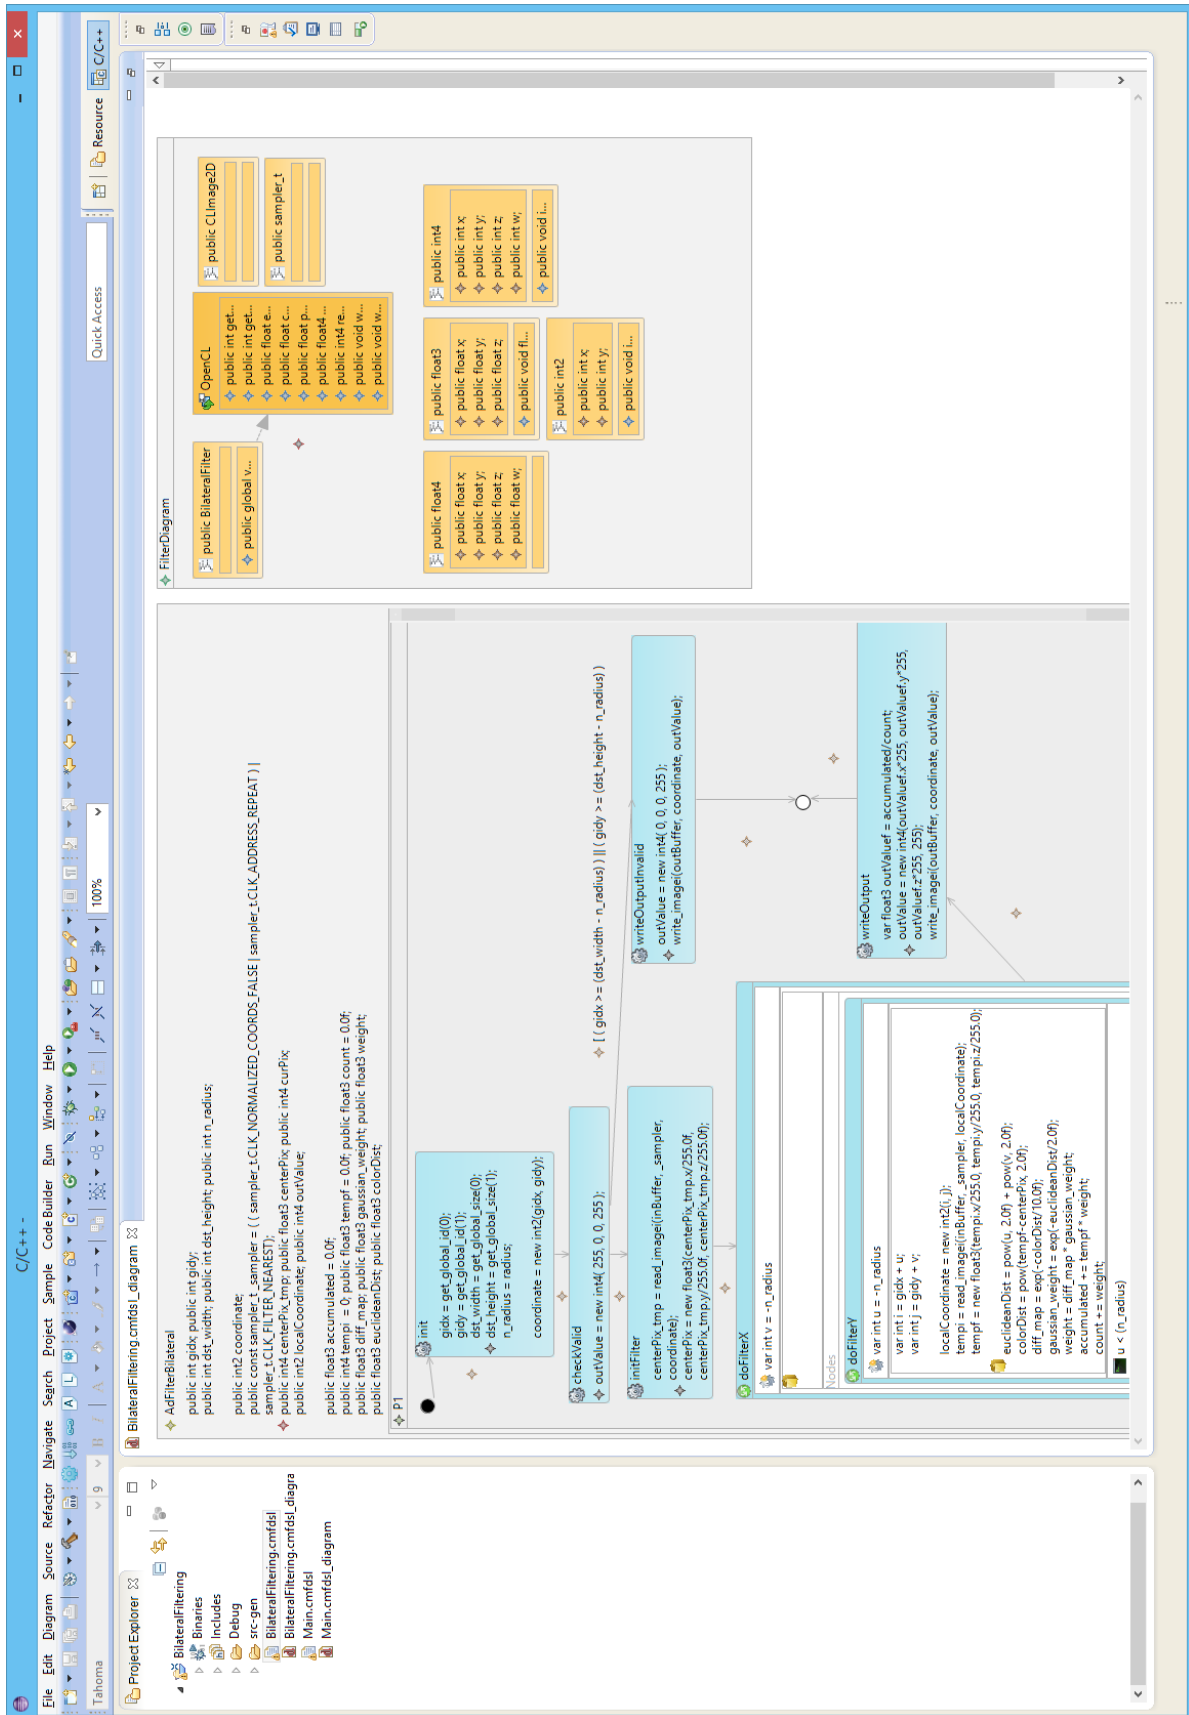 C/C++ -
File Edit Diagram Source Refactor Navigate Search Project Sample Code Builder Run Window Help
Tahoma 9 B I A 100% Quick Access Resource C/C++
Project Explorer
BilateralFiltering
Binaries
Includes
Debug
src-gen
BilateralFiltering.cmfdsl
BilateralFiltering.cmfdsl_diagra
Main.cmfdsl
Main.cmfdsl_diagram
BilateralFiltering.cmfdsl_diagram
AdFilterBilateral
public int gidx; public int gidy;
public int dst_width; public int dst_height; public int n_radius;
public int2 coordinate;
public const sampler_t _sampler = ( ( sampler_t.CLK_NORMALIZED_COORDS_FALSE | sampler_t.CLK_ADDRESS_REPEAT ) |
sampler_t.CLK_FILTER_NEAREST);
public int4 centerPix_tmp; public float3 centerPix; public int4 curPix;
public int2 localCoordinate; public int4 outValue;
public float3 accumulated = 0.0f;
public int4 tempi = 0; public float3 tempf = 0.0f; public float3 count = 0.0f;
public float3 diff_map; public float3 gaussian_weight; public float3 weight;
public float3 euclideanDist; public float3 colorDist;
P1
init
gidx = get_global_id(0);
gidy = get_global_id(1);
dst_width = get_global_size(0);
dst_height = get_global_size(1);
n_radius = radius;
coordinate = new int2(gidx, gidy);
checkValid
outValue = new int4( 255, 0, 0, 255 );
[ ( gidx >= (dst_width - n_radius) ) || ( gidy >= (dst_height - n_radius) )
initFilter
centerPix_tmp = read_imagei(inBuffer, _sampler,
coordinate);
centerPix = new float3(centerPix_tmp.x/255.0f,
centerPix_tmp.y/255.0f, centerPix_tmp.z/255.0f);
writeOutputInvalid
outValue = new int4( 0, 0, 0, 255 );
write_imagei(outBuffer, coordinate, outValue);
doFilterX
var int v = -n_radius
Nodes
doFilterY
var int u = -n_radius
var int i = gidx + u;
var int j = gidy + v;
localCoordinate = new int2(i, j);
tempi = read_imagei(inBuffer, _sampler, localCoordinate);
tempf = new float3(tempi.x/255.0, tempi.y/255.0, tempi.z/255.0);
euclideanDist = pow(u, 2.0f) + pow(v, 2.0f);
colorDist = pow(tempf-centerPix, 2.0f);
diff_map = exp(-colorDist/10.0f);
gaussian_weight = exp(-euclideanDist/2.0f);
weight = diff_map * gaussian_weight;
accumulated += tempf * weight;
count += weight;
u < (n_radius)
writeOutput
var float3 outValuef = accumulated/count;
outValue = new int4(outValuef.x*255, outValuef.y*255,
outValuef.z*255, 255);
write_imagei(outBuffer, coordinate, outValue);
FilterDiagram
public BilateralFilter
public global v...
OpenCL
public int get...
public int get...
public float e...
public float c...
public float p...
public float4 ...
public int4 re...
public void w...
public void w...
public CLImage2D
public sampler_t
public float4
public float x;
public float y;
public float z;
public float w;
public float3
public float x;
public float y;
public float z;
public void fl...
public int4
public int x;
public int y;
public int z;
public int w;
public void i...
public int2
public int x;
public int y;
public void i...